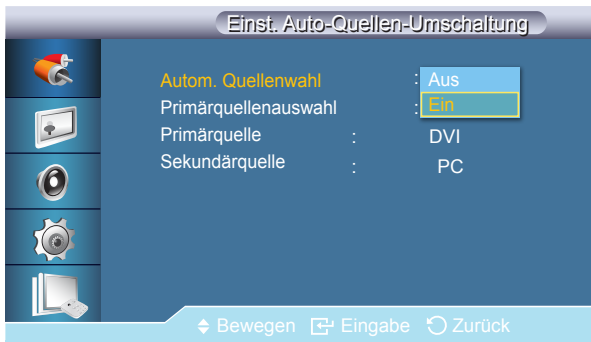 Einst. Auto-Quellen-Umschaltung
Autom. Quellenwahl : Aus
Primärquellenauswahl : Ein
Primärquelle : DVI
Sekundärquelle : PC
Bewegen Eingabe Zurück